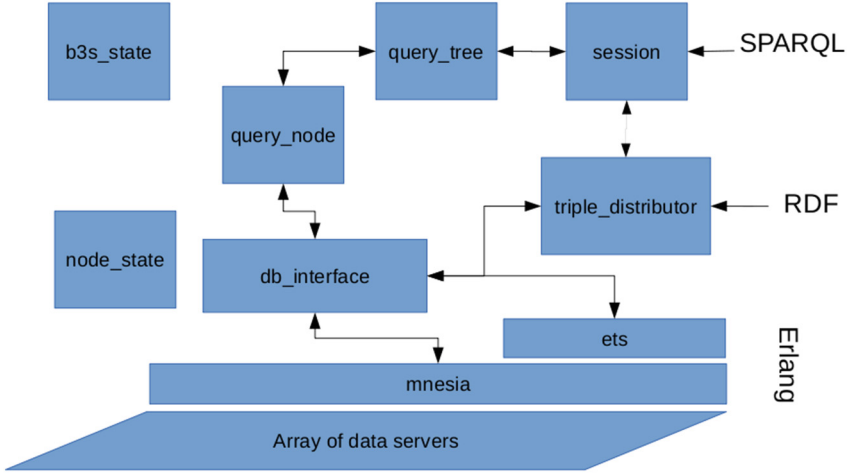 b3s_state
query_tree
session
SPARQL
query_node
triple_distributor
RDF
node_state
db_interface
ets
Erlang
mnesia
Array of data servers